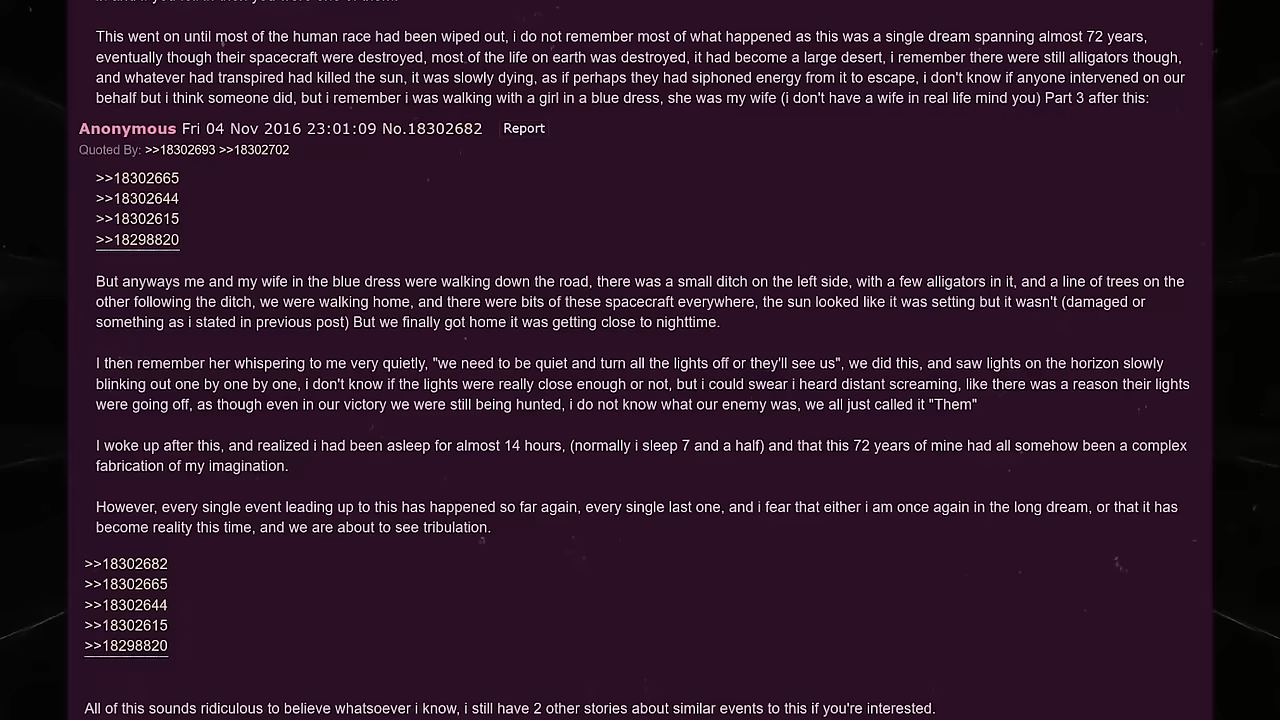 This went on until most of the human race had been wiped out, i do not remember most of what happened as this was a single dream spanning almost 72 years,
eventually though their spacecraft were destroyed, most of the life on earth was destroyed, it had become a large desert, i remember there were still alligators though,
and whatever had transpired had killed the sun, it was slowly dying, as if perhaps they had siphoned energy from it to escape, i don't know if anyone intervened on our
behalf but i think someone did, but i remember i was walking with a girl in a blue dress, she was my wife (i don't have a wife in real life mind you) Part 3 after this:
Anonymous Fri 04 Nov 2016 23:01:09 No.18302682 Report
Quoted By: >>18302693 >>18302702
>>18302665
>>18302644
>>18302615
>>18298820
But anyways me and my wife in the blue dress were walking down the road, there was a small ditch on the left side, with a few alligators in it, and a line of trees on the
other following the ditch, we were walking home, and there were bits of these spacecraft everywhere, the sun looked like it was setting but it wasn't (damaged or
something as i stated in previous post) But we finally got home it was getting close to nighttime.
I then remember her whispering to me very quietly, "we need to be quiet and turn all the lights off or they'll see us", we did this, and saw lights on the horizon slowly
blinking out one by one by one, i don't know if the lights were really close enough or not, but i could swear i heard distant screaming, like there was a reason their lights
were going off, as though even in our victory we were still being hunted, i do not know what our enemy was, we all just called it "Them"
I woke up after this, and realized i had been asleep for almost 14 hours, (normally i sleep 7 and a half) and that this 72 years of mine had all somehow been a complex
fabrication of my imagination.
However, every single event leading up to this has happened so far again, every single last one, and i fear that either i am once again in the long dream, or that it has
become reality this time, and we are about to see tribulation.
>>18302682
>>18302665
>>18302644
>>18302615
>>18298820
All of this sounds ridiculous to believe whatsoever i know, i still have 2 other stories about similar events to this if you're interested.